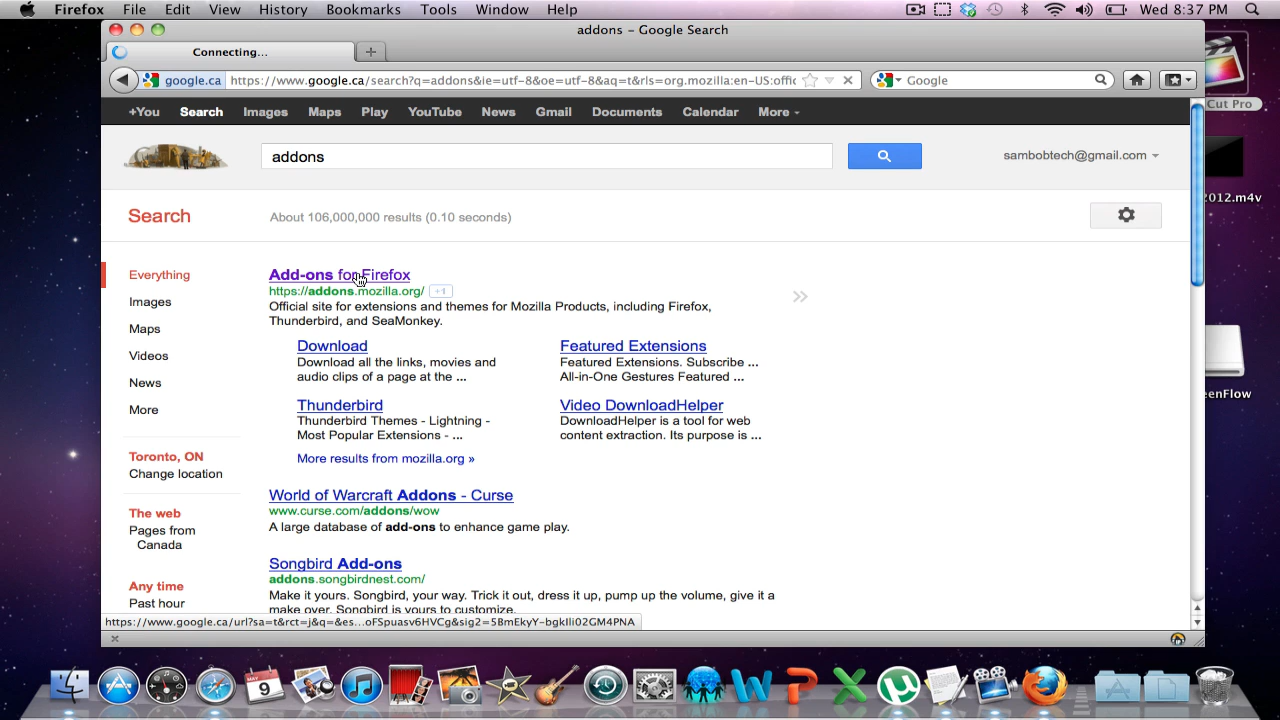 Firefox File Edit View History Bookmarks Tools Window Help Wed 8:37 PM
addons – Google Search
Connecting...
google.ca https://www.google.ca/search?q=addons&ie=utf-8&oe=utf-8&aq=t&rls=org.mozilla:en-US:offic Google
+You Search Images Maps Play YouTube News Gmail Documents Calendar More
Cut Pro
addons
sambobtech@gmail.com
2012.m4v
Search
About 106,000,000 results (0.10 seconds)
Everything
Images
Maps
Videos
News
More
Toronto, ON
Change location
The web
Pages from
Canada
Any time
Past hour
Add-ons for Firefox
https://addons.mozilla.org/ +1
Official site for extensions and themes for Mozilla Products, including Firefox,
Thunderbird, and SeaMonkey.
Download
Download all the links, movies and
audio clips of a page at the ...
Featured Extensions
Featured Extensions. Subscribe ...
All-in-One Gestures Featured ...
Thunderbird
Thunderbird Themes - Lightning -
Most Popular Extensions - ...
Video DownloadHelper
DownloadHelper is a tool for web
content extraction. Its purpose is ...
More results from mozilla.org »
World of Warcraft Addons - Curse
www.curse.com/addons/wow
A large database of add-ons to enhance game play.
Songbird Add-ons
addons.songbirdnest.com/
Make it yours. Songbird, your way. Trick it out, dress it up, pump up the volume, give it a
make over. Songbird is yours to customize.
eenFlow
https://www.google.ca/url?sa=t&rct=j&q=&es...oFSpuasv6HVCg&sig2=5BmEkyY-bgkIli02GM4PNA
MAY
9
W P X